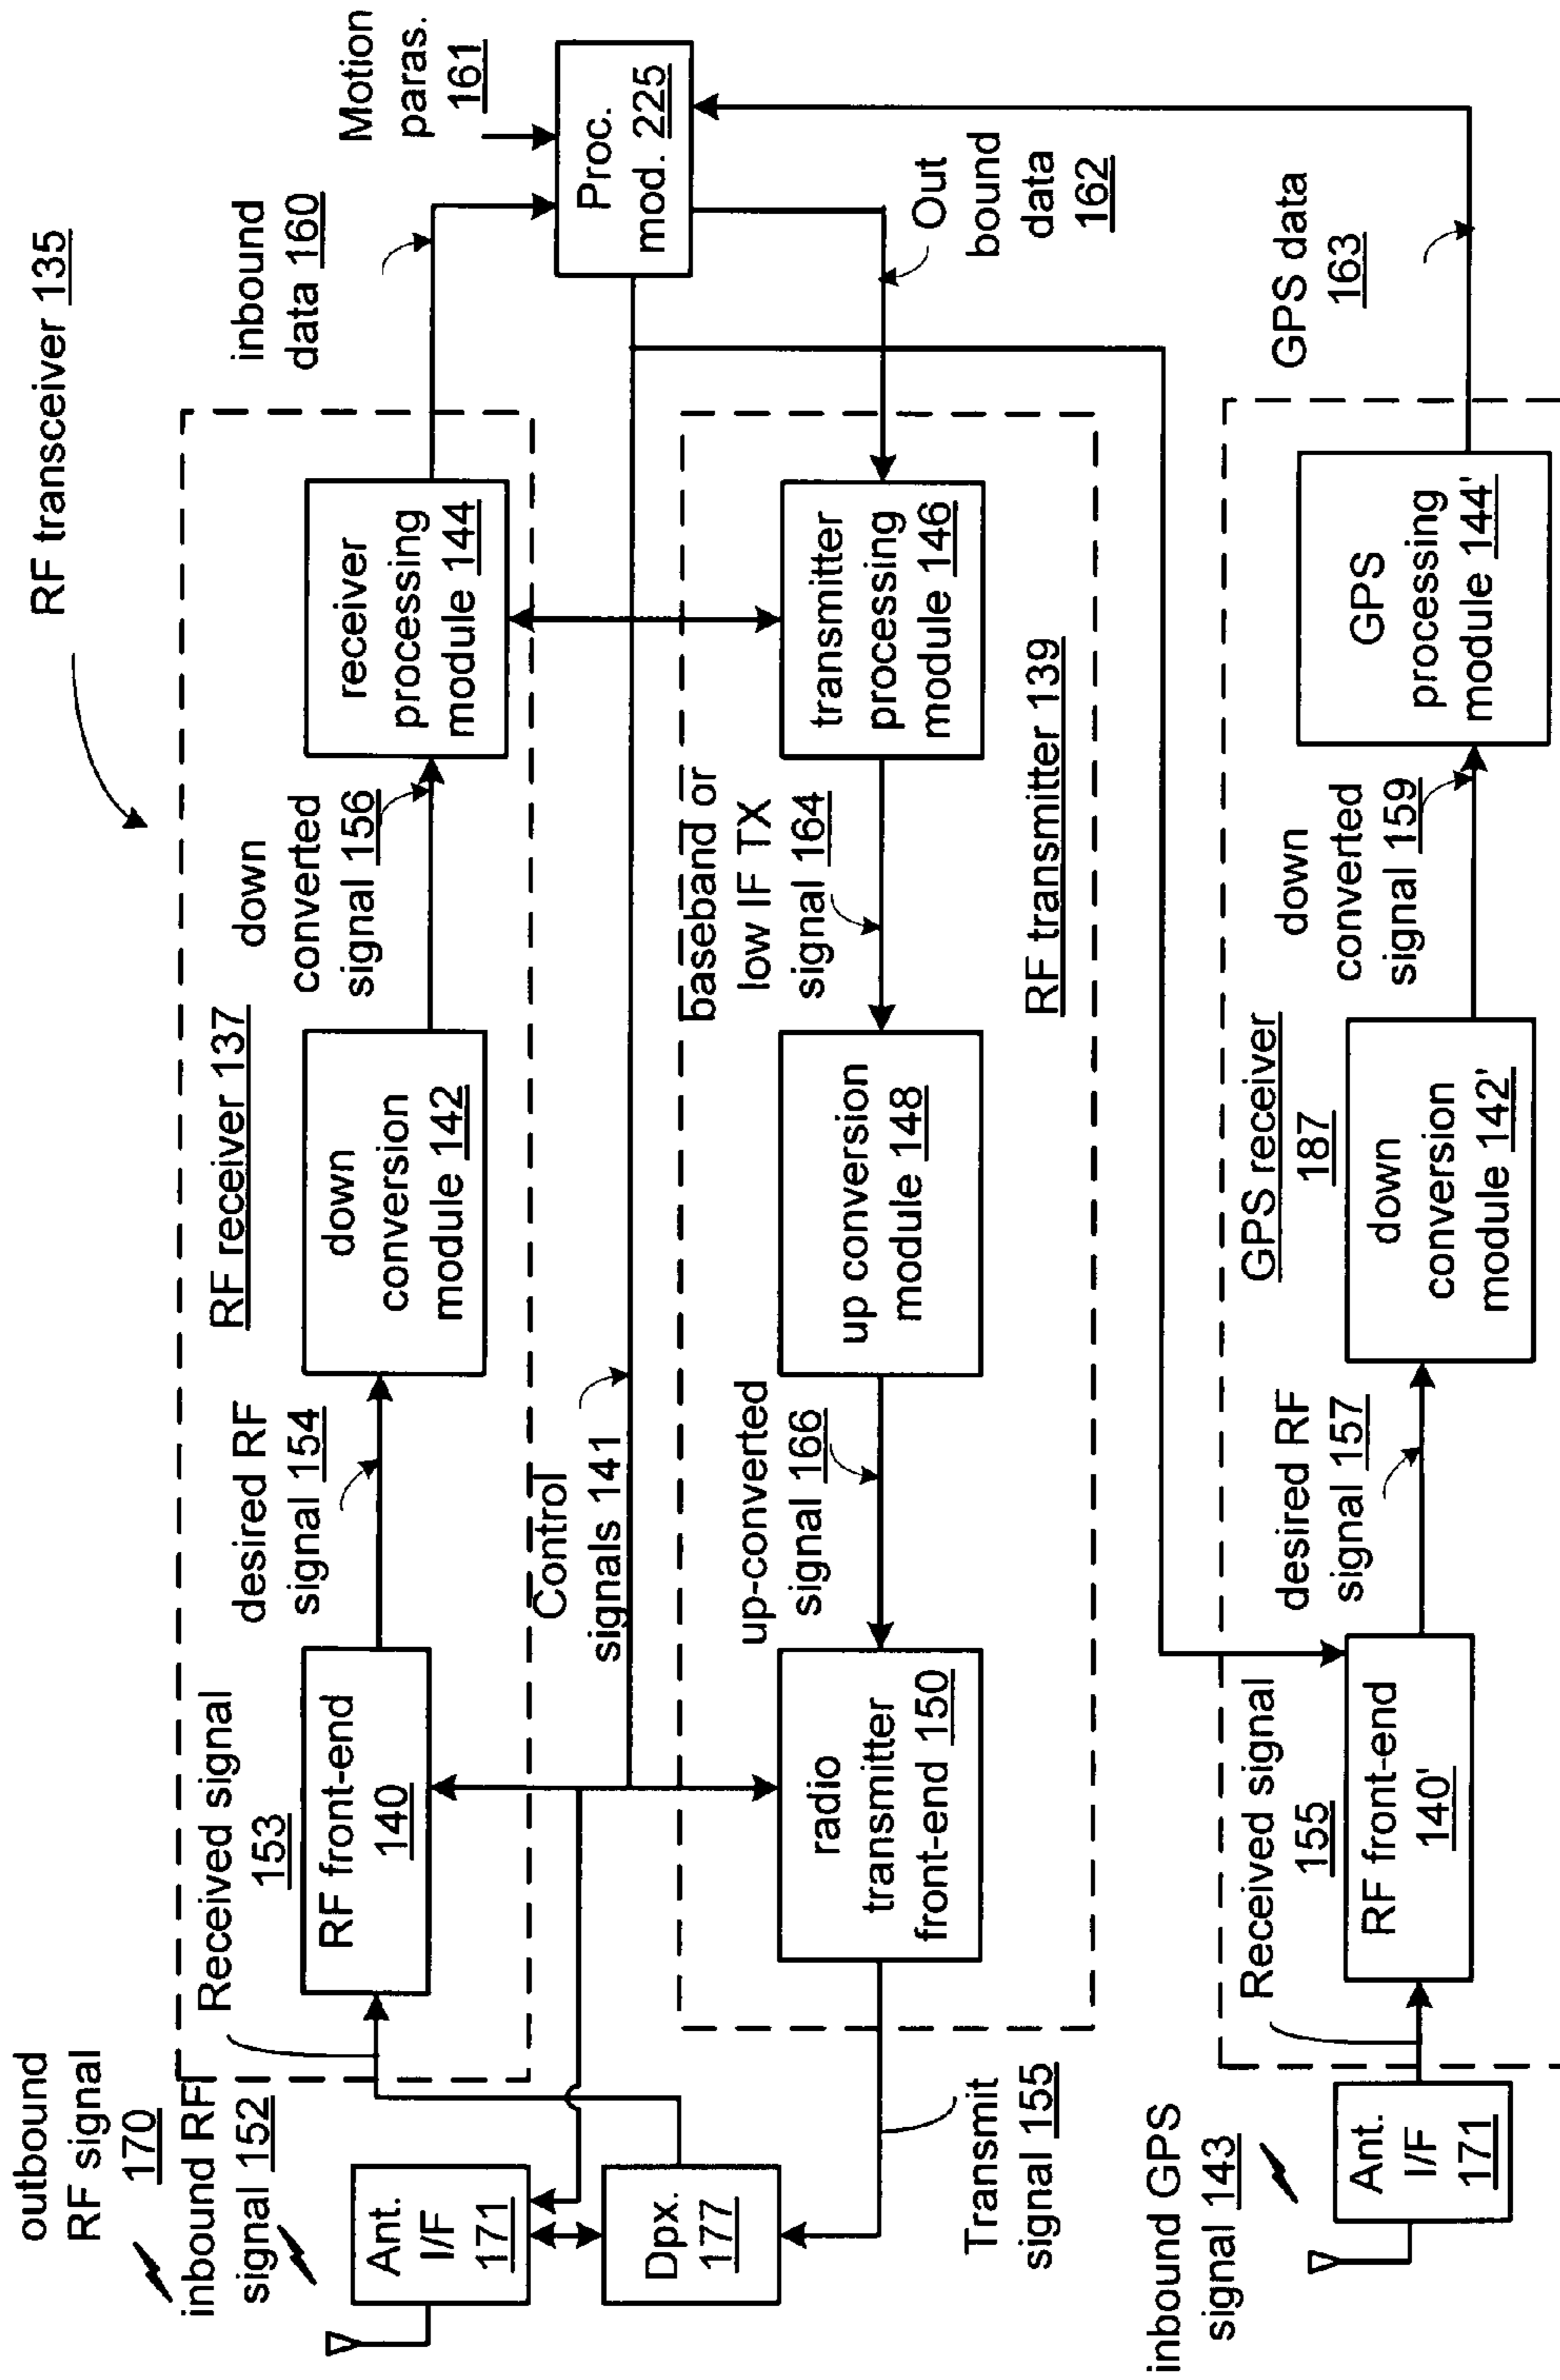 RF transceiver 135
outbound
RF signal
170
inbound RF
signal 152
Ant.
I/F
171
Dpx.
177
Received signal
153
RF front-end
140
desired RF
signal 154
RF receiver 137
down
conversion
module 142
down
converted
signal 156
receiver
processing
module 144
inbound
data 160
Motion
paras.
161
Proc.
mod. 225
Control
signals 141
Transmit
signal 155
radio
transmitter
front-end 150
up-converted
signal 166
up conversion
module 148
baseband or
low IF TX
signal 164
transmitter
processing
module 146
RF transmitter 139
Out
bound
data
162
inbound GPS
signal 143
Ant.
I/F
171
Received signal
155
RF front-end
140'
desired RF
signal 157
GPS receiver
187
down
conversion
module 142'
down
converted
signal 159
GPS
processing
module 144'
GPS data
163